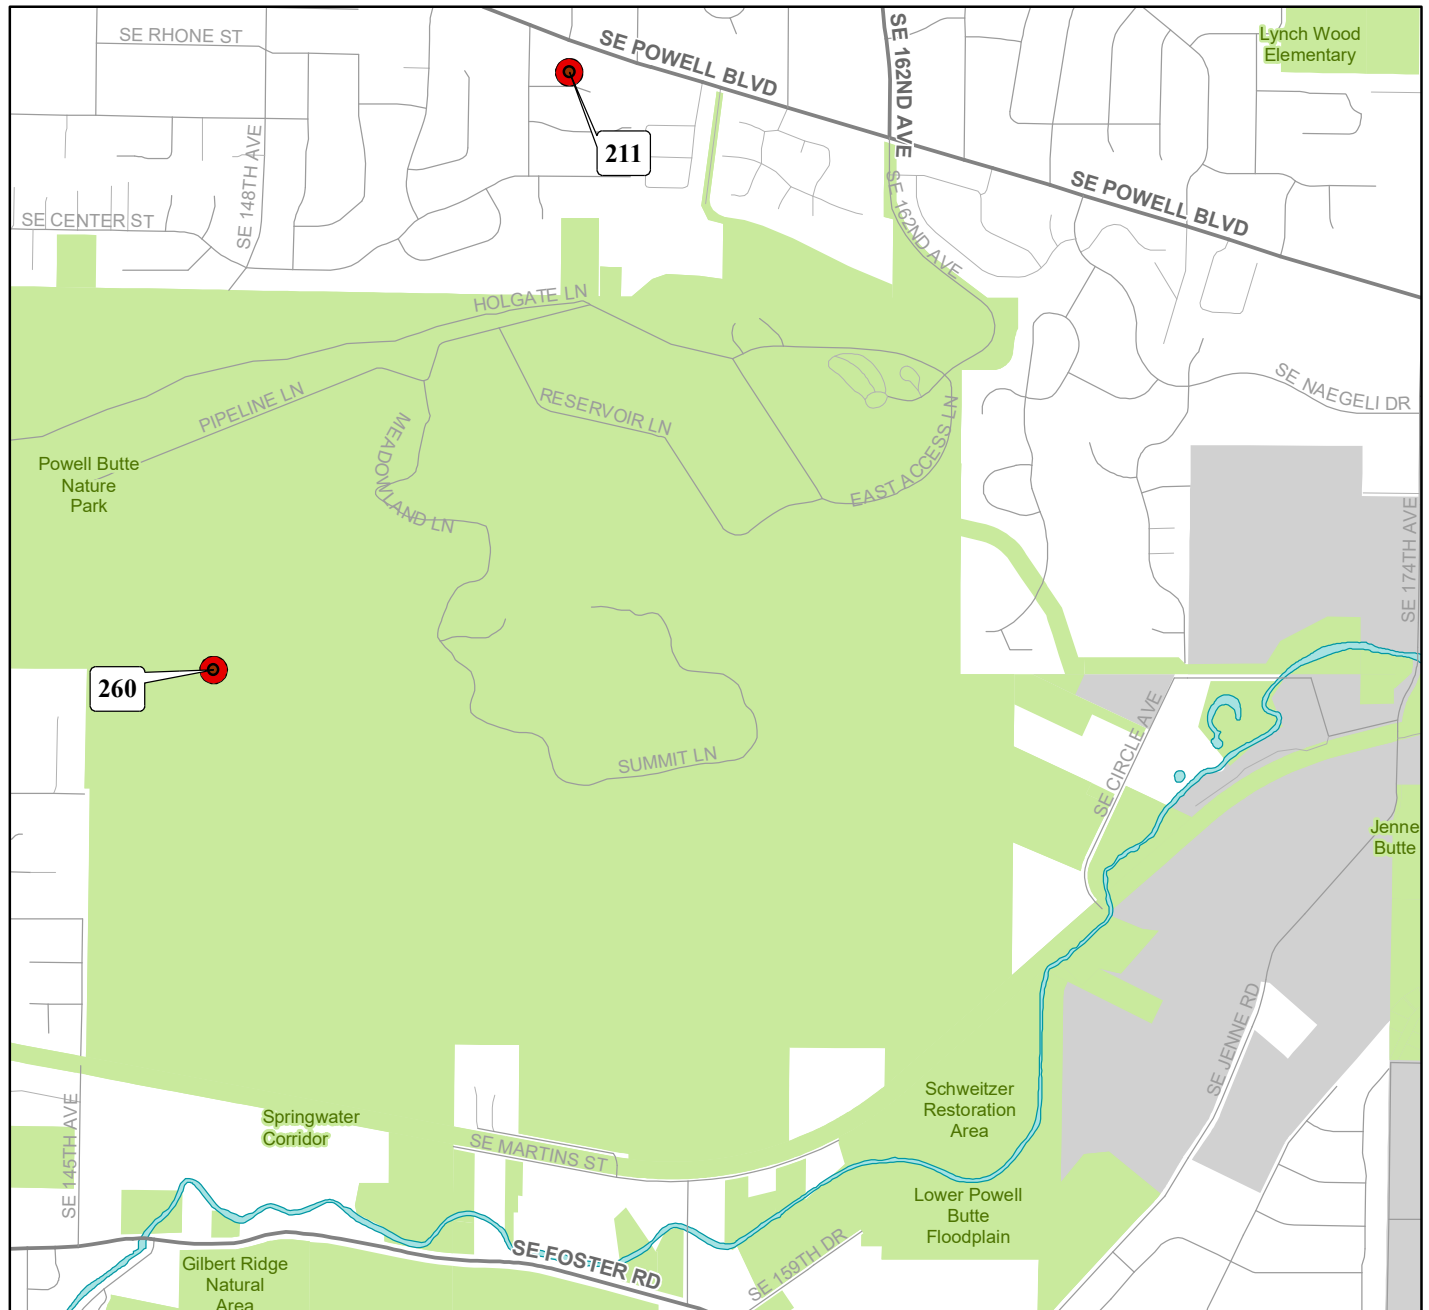 SE RHONE ST
SE POWELL BLVD
SE 162ND AVE
Lynch Wood
Elementary
211
SE 148TH AVE
SE CENTER ST
SE 162ND AVE
SE POWELL BLVD
HOLGATE LN
PIPELINE LN
RESERVOIR LN
MEADOWLAND LN
EAST ACCESS LN
SE NAEGELI DR
Powell Butte
Nature
Park
SE 174TH AVE
260
SUMMIT LN
SE CIRCLE AVE
Jenne
Butte
SE JENNE RD
Schweitzer
Restoration
Area
Springwater
Corridor
SE 145TH AVE
SE MARTINS ST
Lower Powell
Butte
Floodplain
SE FOSTER RD
SE 159TH DR
Gilbert Ridge
Natural
Area